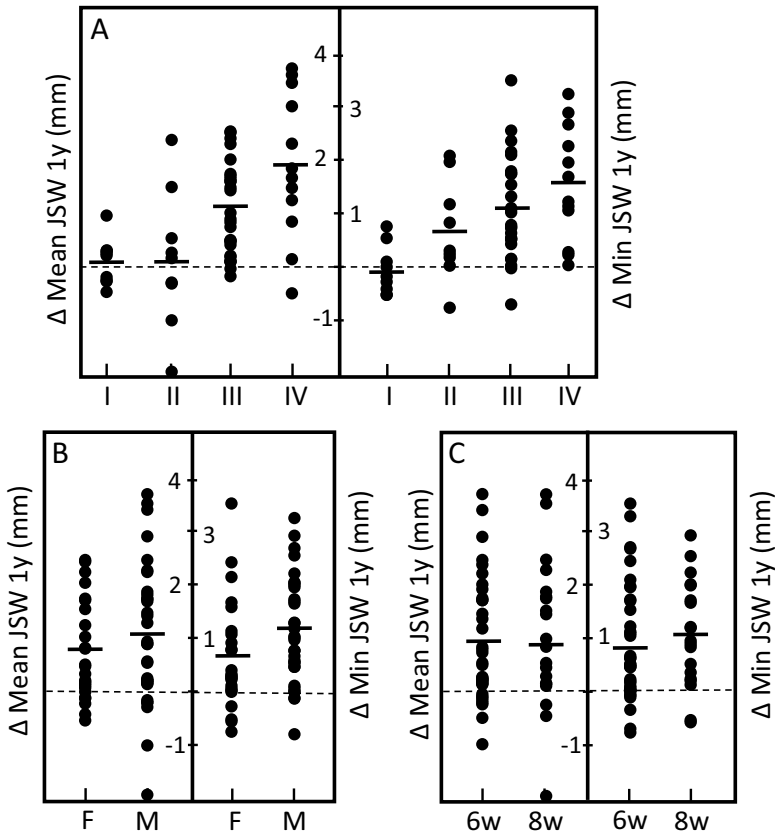 A
Δ Mean JSW 1y (mm)
4
3
2
1
-1
Δ Min JSW 1y (mm)
I II III IV I II III IV
B
Δ Mean JSW 1y (mm)
4
3
2
1
-1
Δ Min JSW 1y (mm)
F M F M
C
Δ Mean JSW 1y (mm)
4
3
2
1
-1
Δ Min JSW 1y (mm)
6w 8w 6w 8w